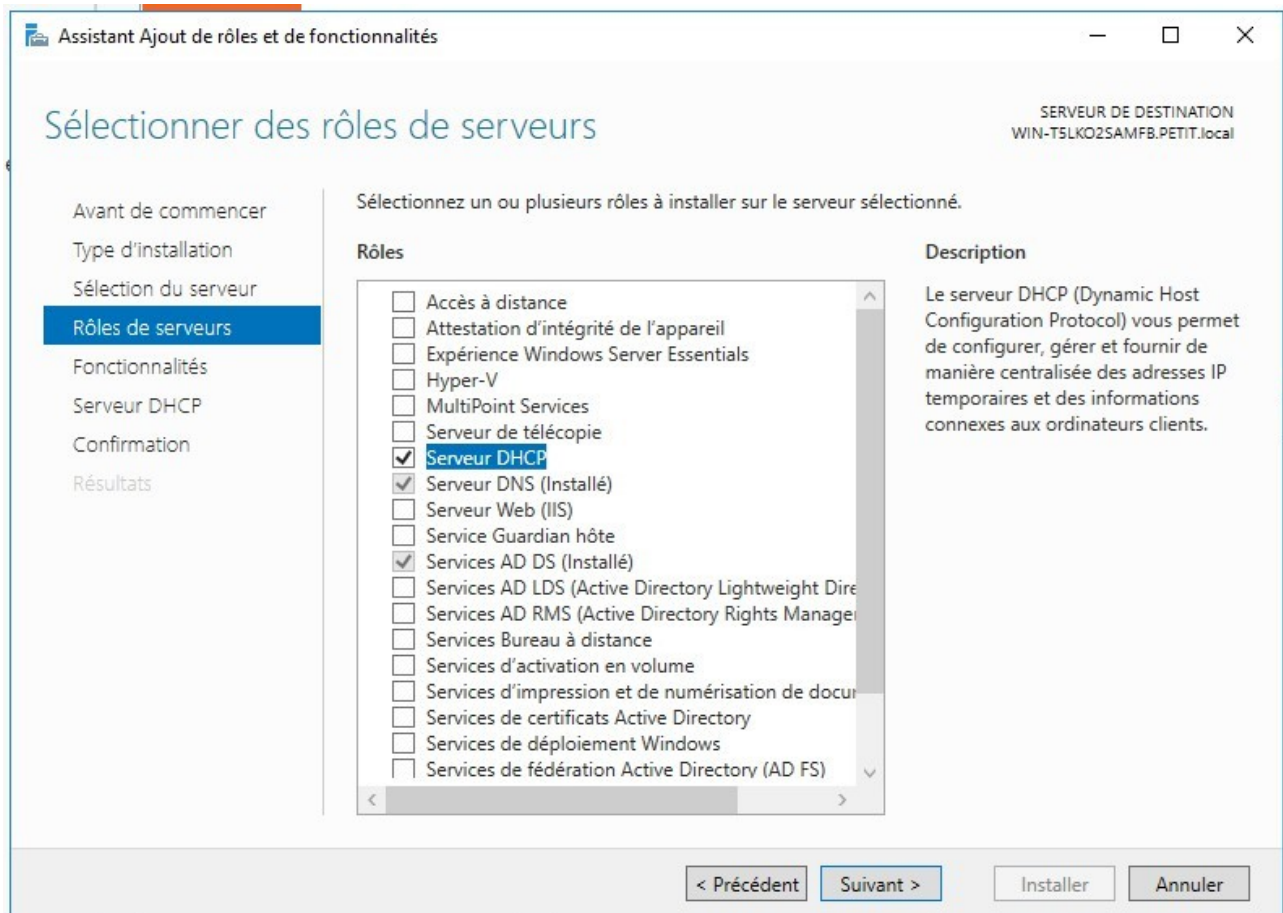 Assistant Ajout de rôles et de fonctionnalités
Sélectionner des rôles de serveurs
SERVEUR DE DESTINATION
WIN-T5LKO2SAMFB.PETIT.local
Avant de commencer
Type d'installation
Sélection du serveur
Rôles de serveurs
Fonctionnalités
Serveur DHCP
Confirmation
Résultats
Sélectionnez un ou plusieurs rôles à installer sur le serveur sélectionné.
Rôles
Accès à distance
Attestation d'intégrité de l'appareil
Expérience Windows Server Essentials
Hyper-V
MultiPoint Services
Serveur de télécopie
Serveur DHCP
Serveur DNS (Installé)
Serveur Web (IIS)
Service Guardian hôte
Services AD DS (Installé)
Services AD LDS (Active Directory Lightweight Dire
Services AD RMS (Active Directory Rights Manage
Services Bureau à distance
Services d'activation en volume
Services d'impression et de numérisation de docu
Services de certificats Active Directory
Services de déploiement Windows
Services de fédération Active Directory (AD FS)
Description
Le serveur DHCP (Dynamic Host
Configuration Protocol) vous permet
de configurer, gérer et fournir de
manière centralisée des adresses IP
temporaires et des informations
connexes aux ordinateurs clients.
< Précédent
Suivant >
Installer
Annuler